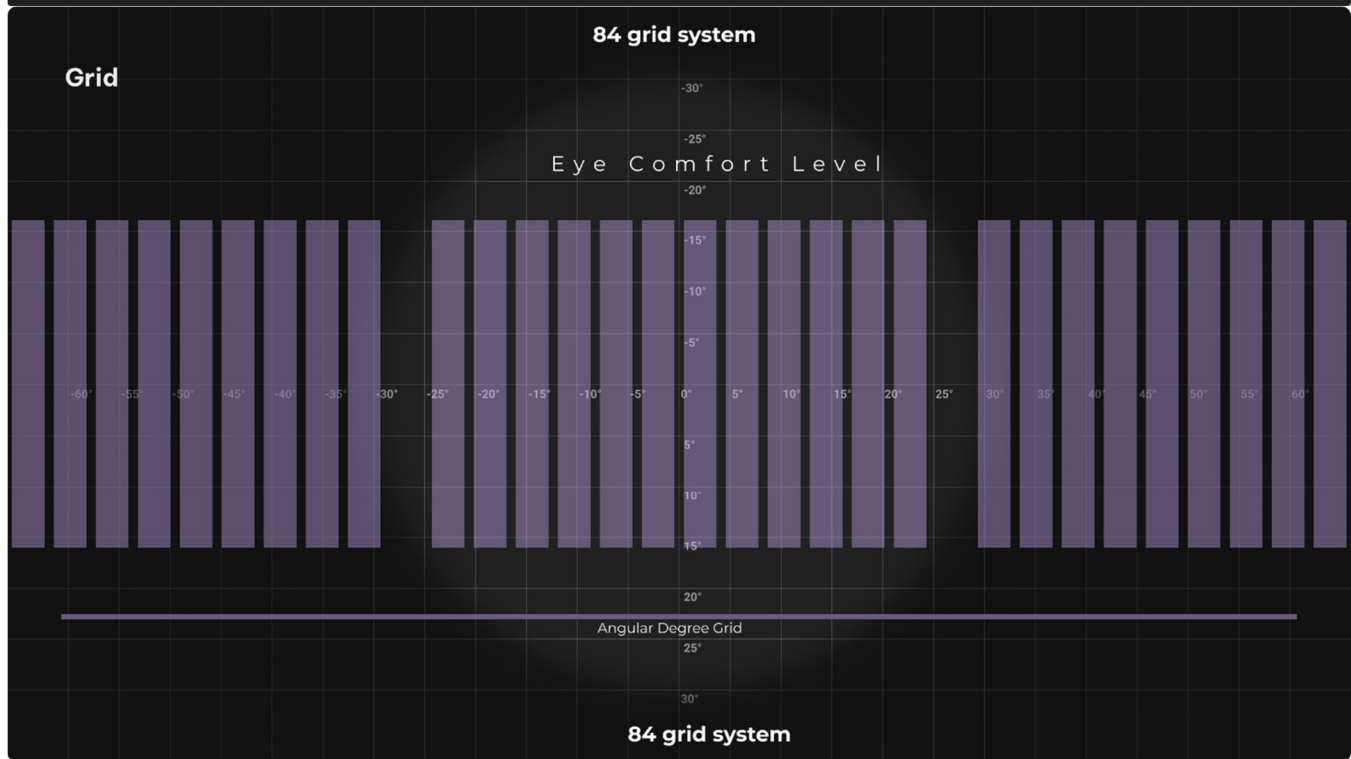 84 grid system
Grid
-30°
-25°
Eye Comfort Level
-20°
-15°
-10°
-5°
-60° -55° -50° -45° -40° -35° -30° -25° -20° -15° -10° -5° 0° 5° 10° 15° 20° 25° 30° 35° 40° 45° 50° 55° 60°
5°
10°
15°
20°
Angular Degree Grid
25°
30°
84 grid system